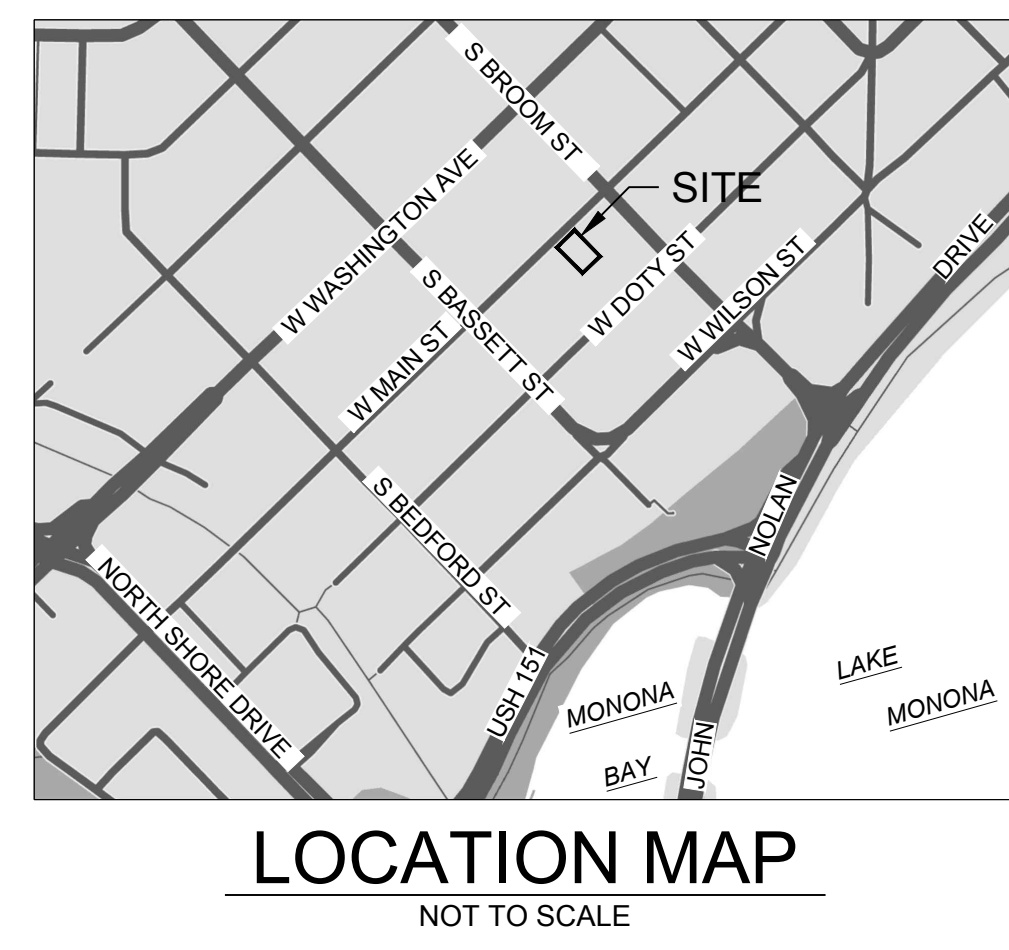 S BROOM ST
SITE
W WASHINGTON AVE
W DOTY ST
W WILSON ST
DRIVE
S BASSETT ST
W MAIN ST
S BEDFORD ST
NOLAN
NORTH SHORE DRIVE
USH 151
JOHN
MONONA
BAY
LAKE
MONONA
LOCATION MAP
NOT TO SCALE